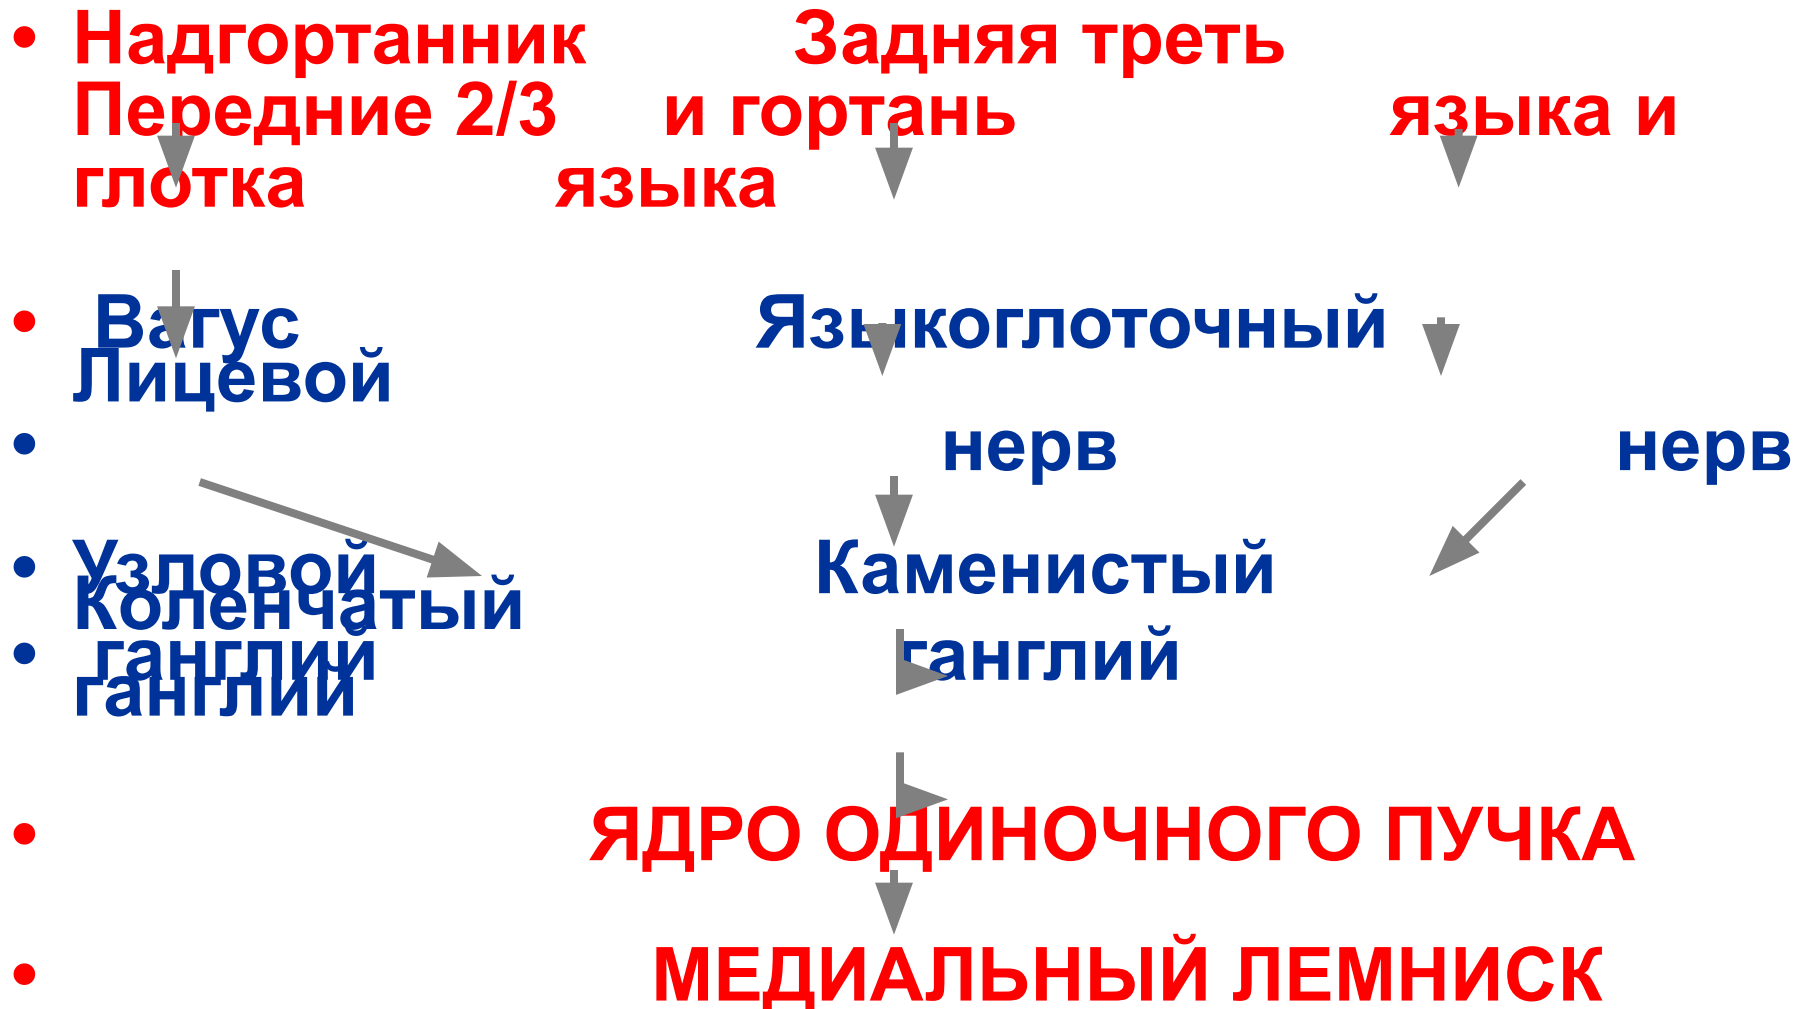 Надгортанник Задняя треть
Передние 2/3 и гортань языка и
глотка языка
Вагус Языкоглоточный
Лицевой
нерв нерв
Узловой Каменистый
Коленчатый
ганглий ганглий
ганглий
ЯДРО ОДИНОЧНОГО ПУЧКА
МЕДИАЛЬНЫЙ ЛЕМНИСК